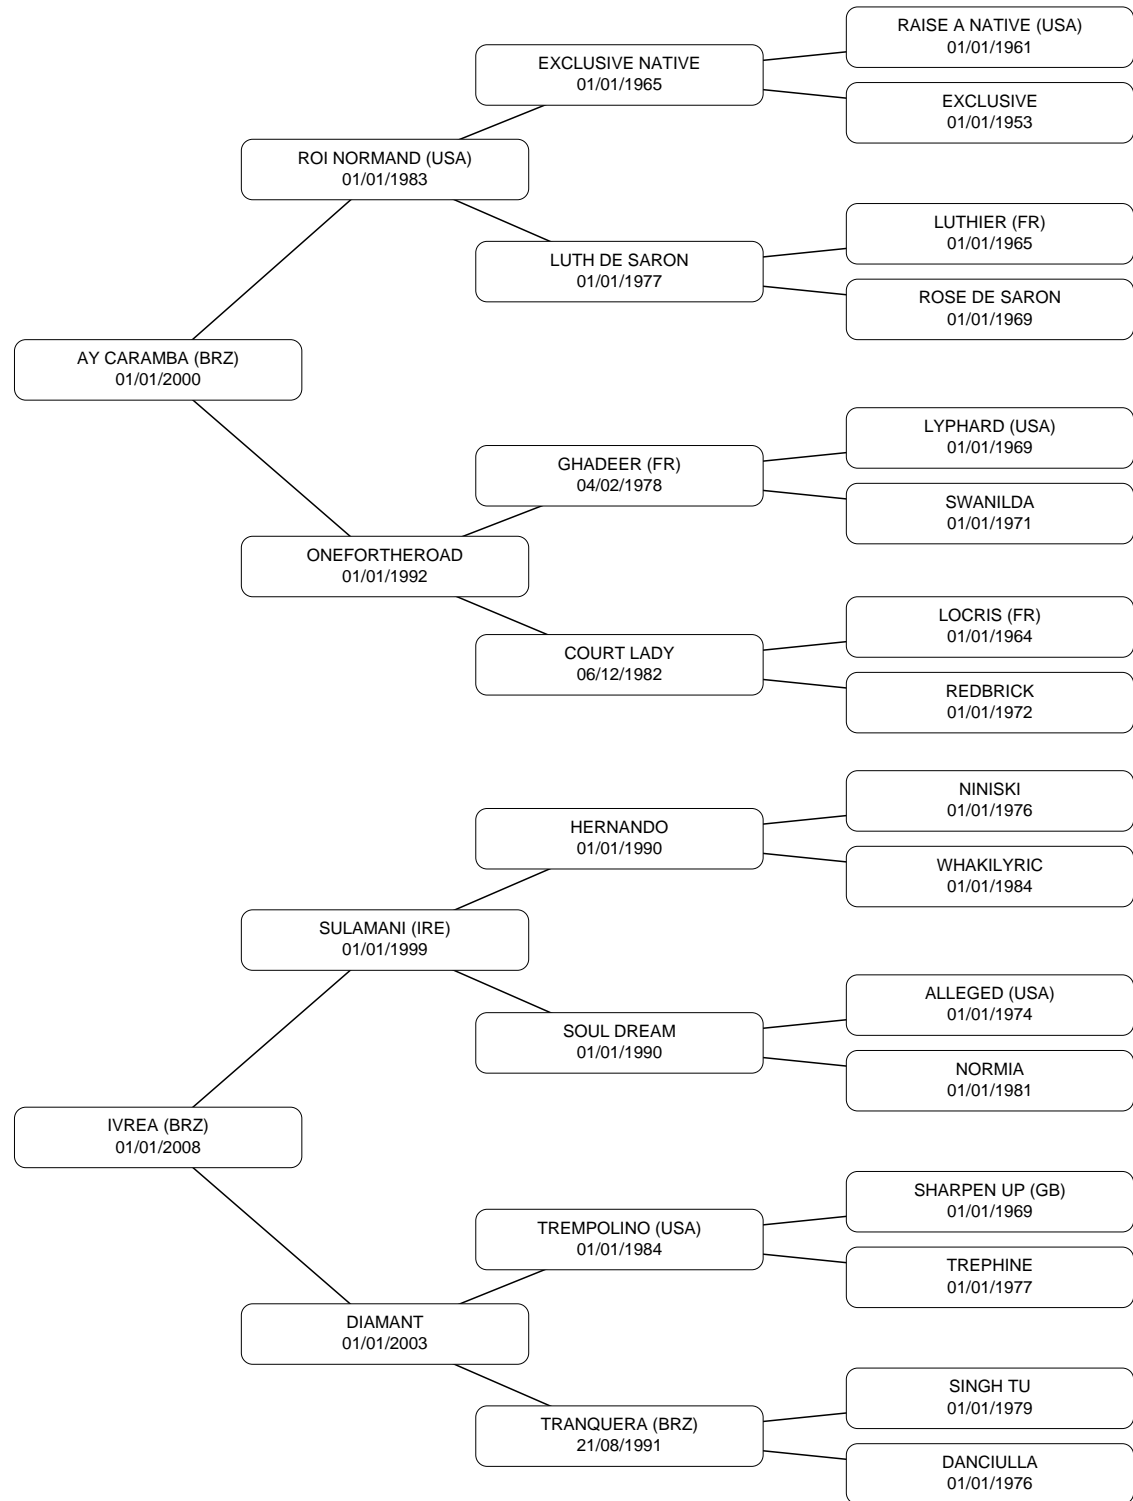 RAISE A NATIVE (USA)
01/01/1961
EXCLUSIVE NATIVE
01/01/1965
EXCLUSIVE
01/01/1953
ROI NORMAND (USA)
01/01/1983
LUTHIER (FR)
01/01/1965
LUTH DE SARON
01/01/1977
ROSE DE SARON
01/01/1969
AY CARAMBA (BRZ)
01/01/2000
LYPHARD (USA)
01/01/1969
GHADEER (FR)
04/02/1978
SWANILDA
01/01/1971
ONEFORTHEROAD
01/01/1992
LOCRIS (FR)
01/01/1964
COURT LADY
06/12/1982
REDBRICK
01/01/1972
NINISKI
01/01/1976
HERNANDO
01/01/1990
WHAKILYRIC
01/01/1984
SULAMANI (IRE)
01/01/1999
ALLEGED (USA)
01/01/1974
SOUL DREAM
01/01/1990
NORMIA
01/01/1981
IVREA (BRZ)
01/01/2008
SHARPEN UP (GB)
01/01/1969
TREMPOLINO (USA)
01/01/1984
TREPHINE
01/01/1977
DIAMANT
01/01/2003
SINGH TU
01/01/1979
TRANQUERA (BRZ)
21/08/1991
DANCIULLA
01/01/1976